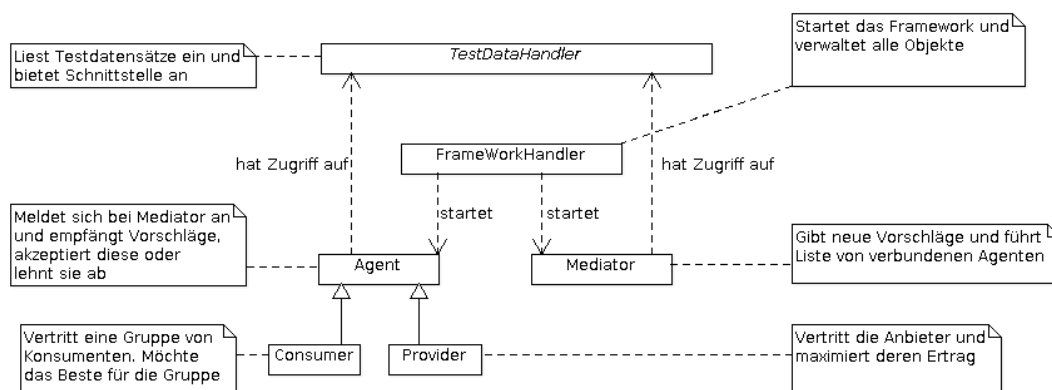 Startet das Framework und
verwaltet alle Objekte
Liest Testdatensätze ein und
bietet Schnittstelle an
TestDataHandler
hat Zugriff auf
FrameWorkHandler
hat Zugriff auf
startet
startet
Meldet sich bei Mediator an
und empfängt Vorschläge,
akzeptiert diese oder
lehnt sie ab
Agent
Mediator
Gibt neue Vorschläge und führt
Liste von verbundenen Agenten
Vertritt eine Gruppe von
Konsumenten. Möchte
das Beste für die Gruppe
Consumer
Provider
Vertritt die Anbieter und
maximiert deren Ertrag